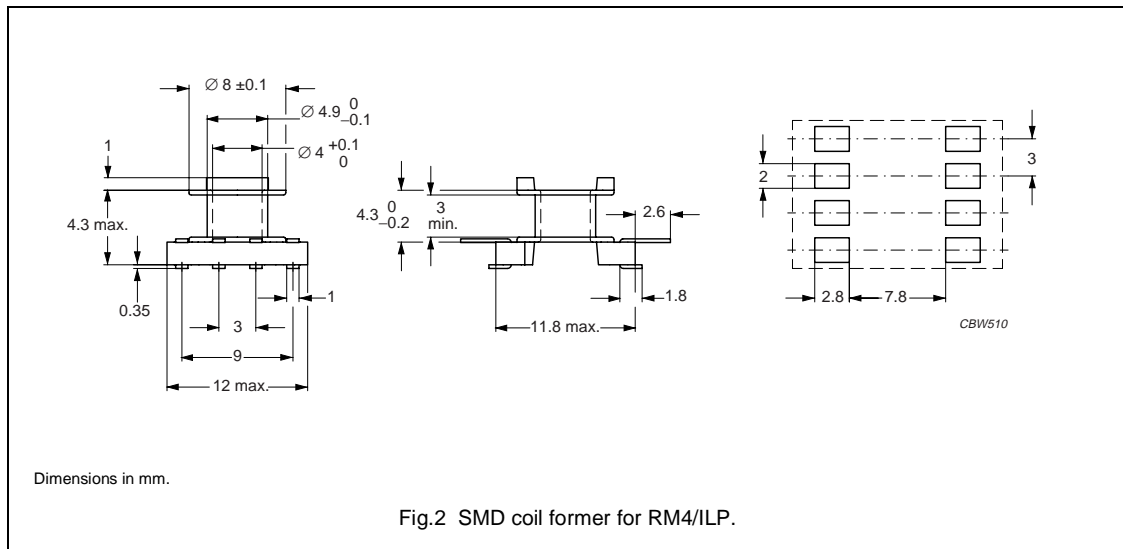 ∅ 8 ±0.1
∅ 4.9 0 −0.1
∅ 4 +0.1 0
1
4.3 max.
0.35
3
9
12 max.
1
4.3 0 −0.2
3 min.
2.6
1.8
11.8 max.
2
3
2.8
7.8
CBW510
Dimensions in mm.
Fig.2 SMD coil former for RM4/ILP.